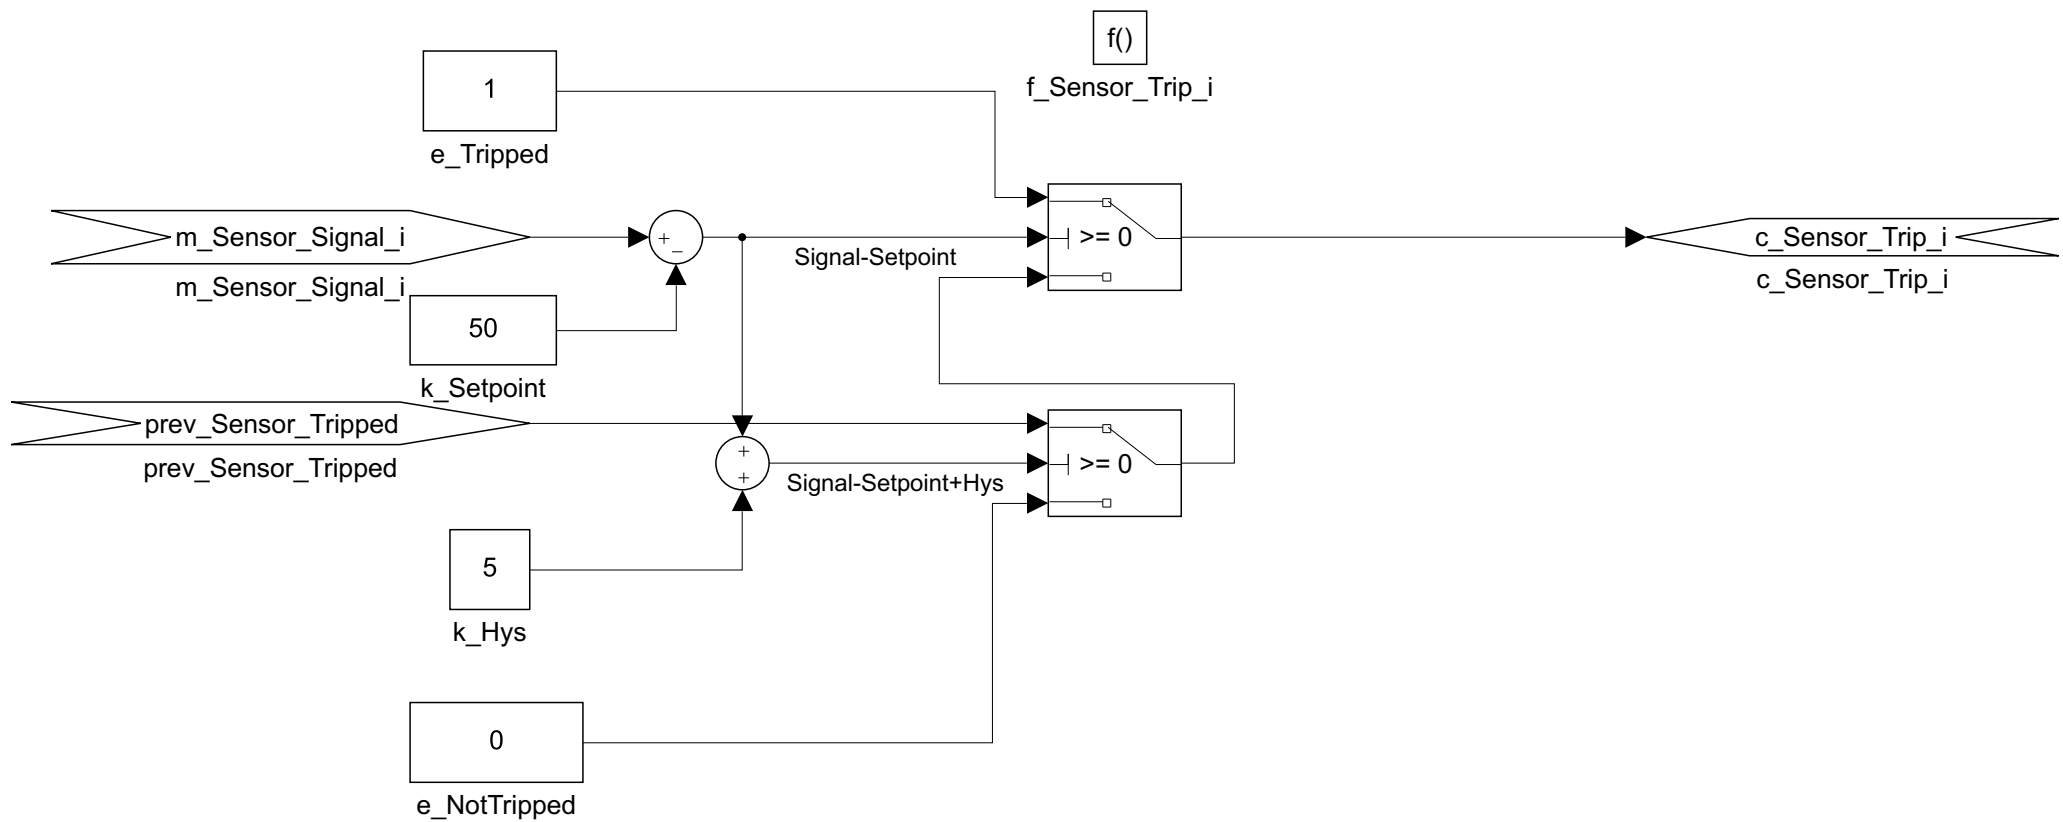 f()
f_Sensor_Trip_i
1
e_Tripped
m_Sensor_Signal_i
m_Sensor_Signal_i
+
−
Signal-Setpoint
>= 0
c_Sensor_Trip_i
c_Sensor_Trip_i
50
k_Setpoint
prev_Sensor_Tripped
prev_Sensor_Tripped
+
+
Signal-Setpoint+Hys
>= 0
5
k_Hys
0
e_NotTripped